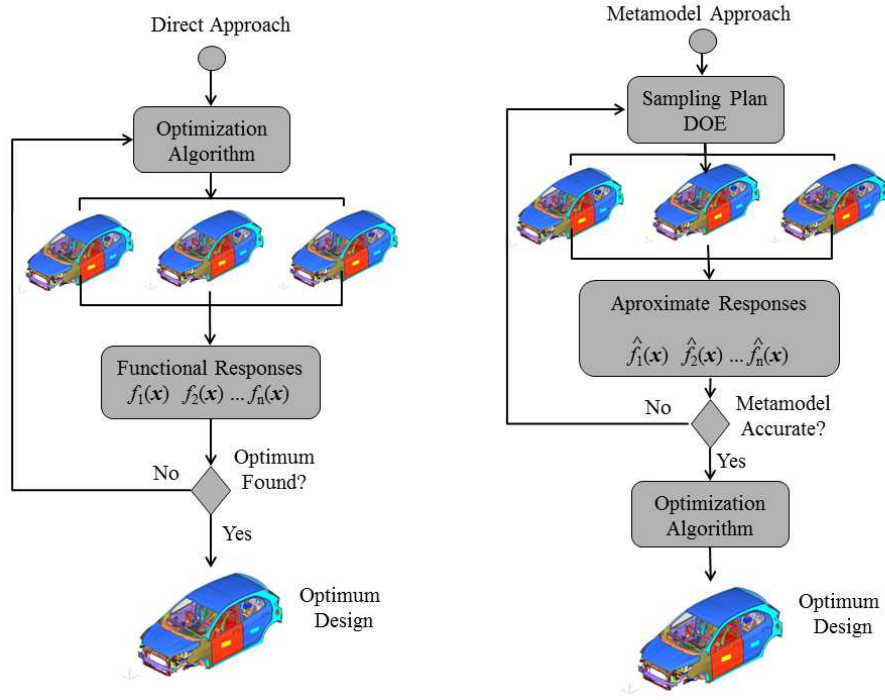 Direct Approach
Optimization
Algorithm
Functional Responses
f₁(x) f₂(x) ... fₙ(x)
No
Optimum
Found?
Yes
Optimum
Design
Metamodel Approach
Sampling Plan
DOE
Aproximate Responses
f̂₁(x) f̂₂(x) ... f̂ₙ(x)
No
Metamodel
Accurate?
Yes
Optimization
Algorithm
Optimum
Design